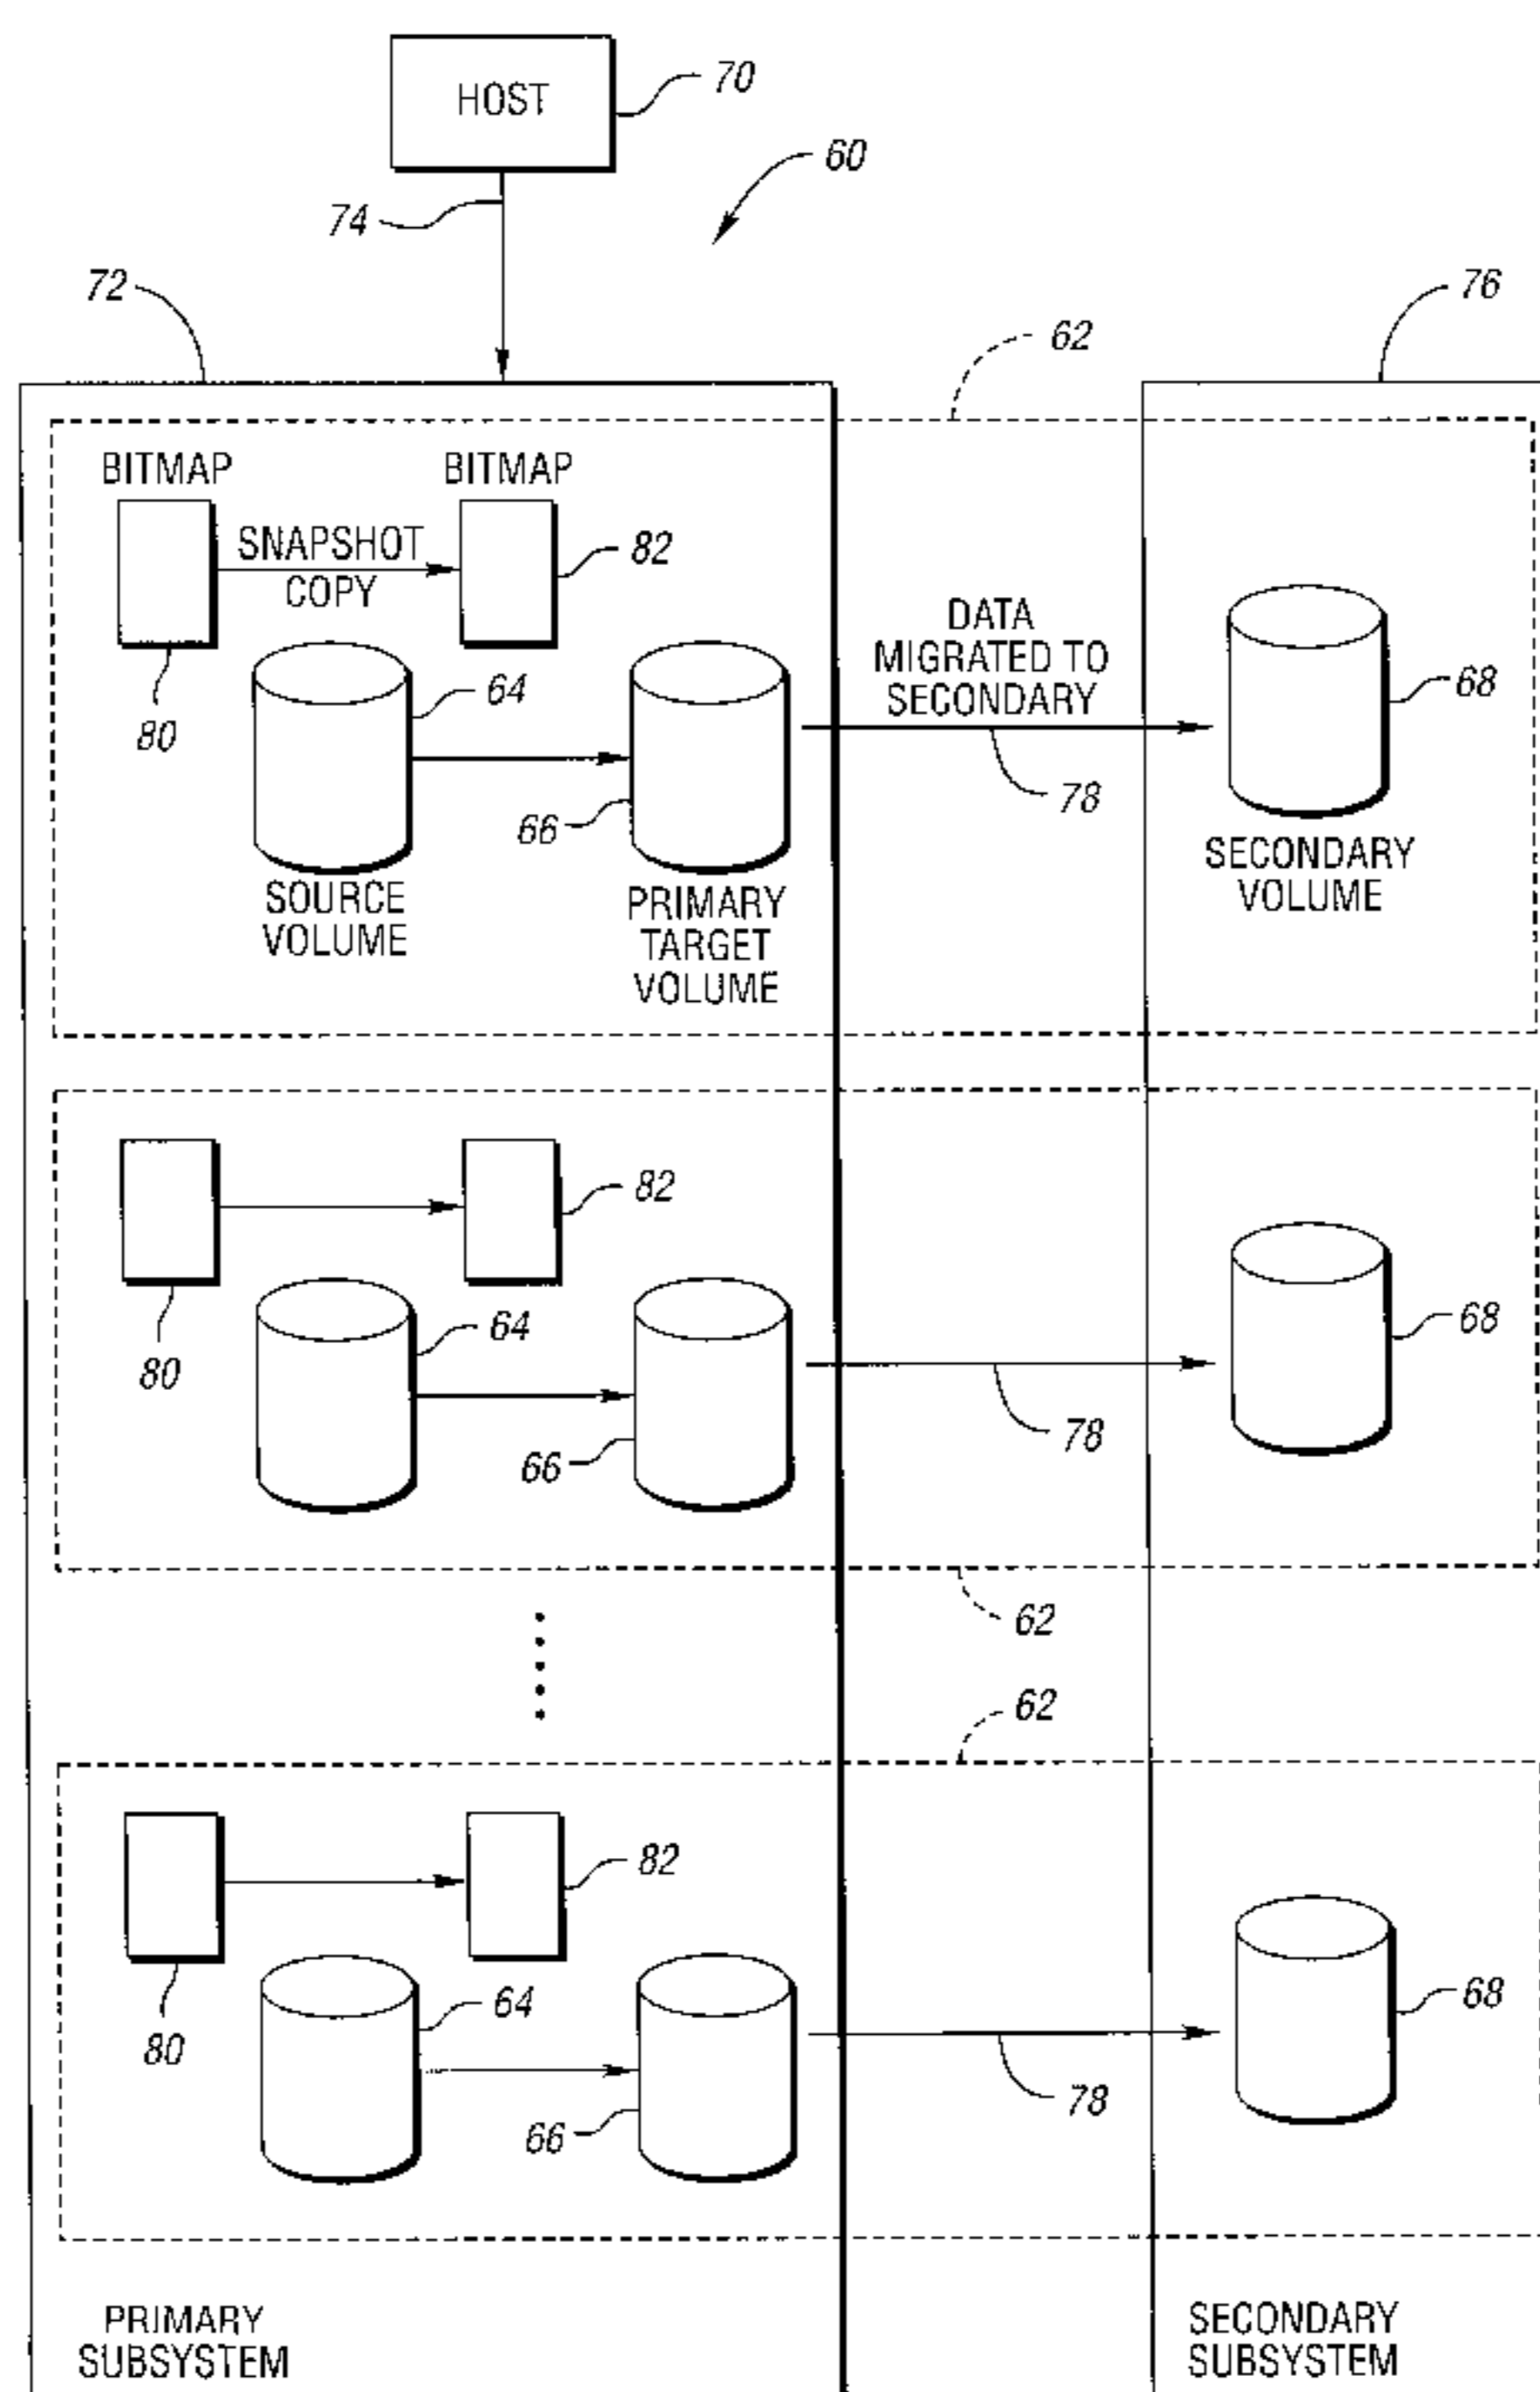 HOST
70
60
74
72
76
62
BITMAP
BITMAP
SNAPSHOT
COPY
82
DATA
MIGRATED TO
SECONDARY
64
68
80
66
78
SOURCE
VOLUME
PRIMARY
TARGET
VOLUME
SECONDARY
VOLUME
82
64
68
80
66
78
62
62
82
64
68
80
66
78
PRIMARY
SUBSYSTEM
SECONDARY
SUBSYSTEM